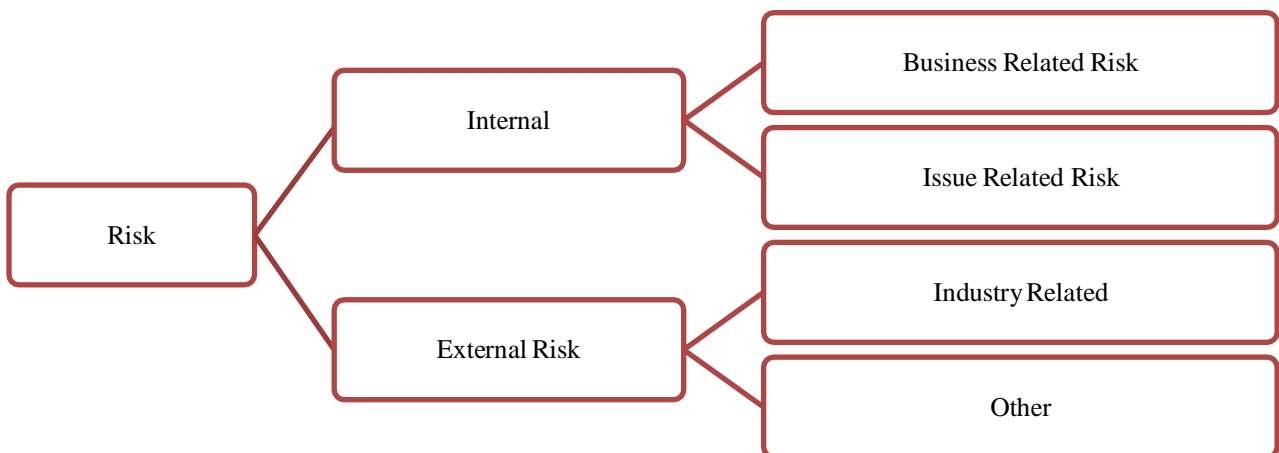 Risk
Internal
Business Related Risk
Issue Related Risk
External Risk
Industry Related
Other